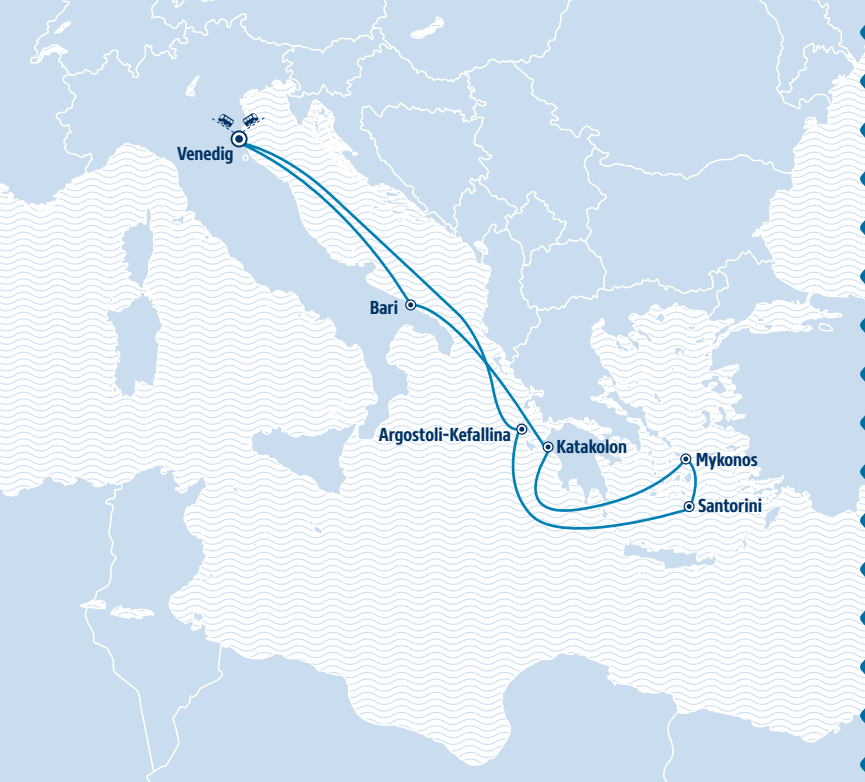 Venedig
Bari
Argostoli-Kefallina
Katakolon
Mykonos
Santorini